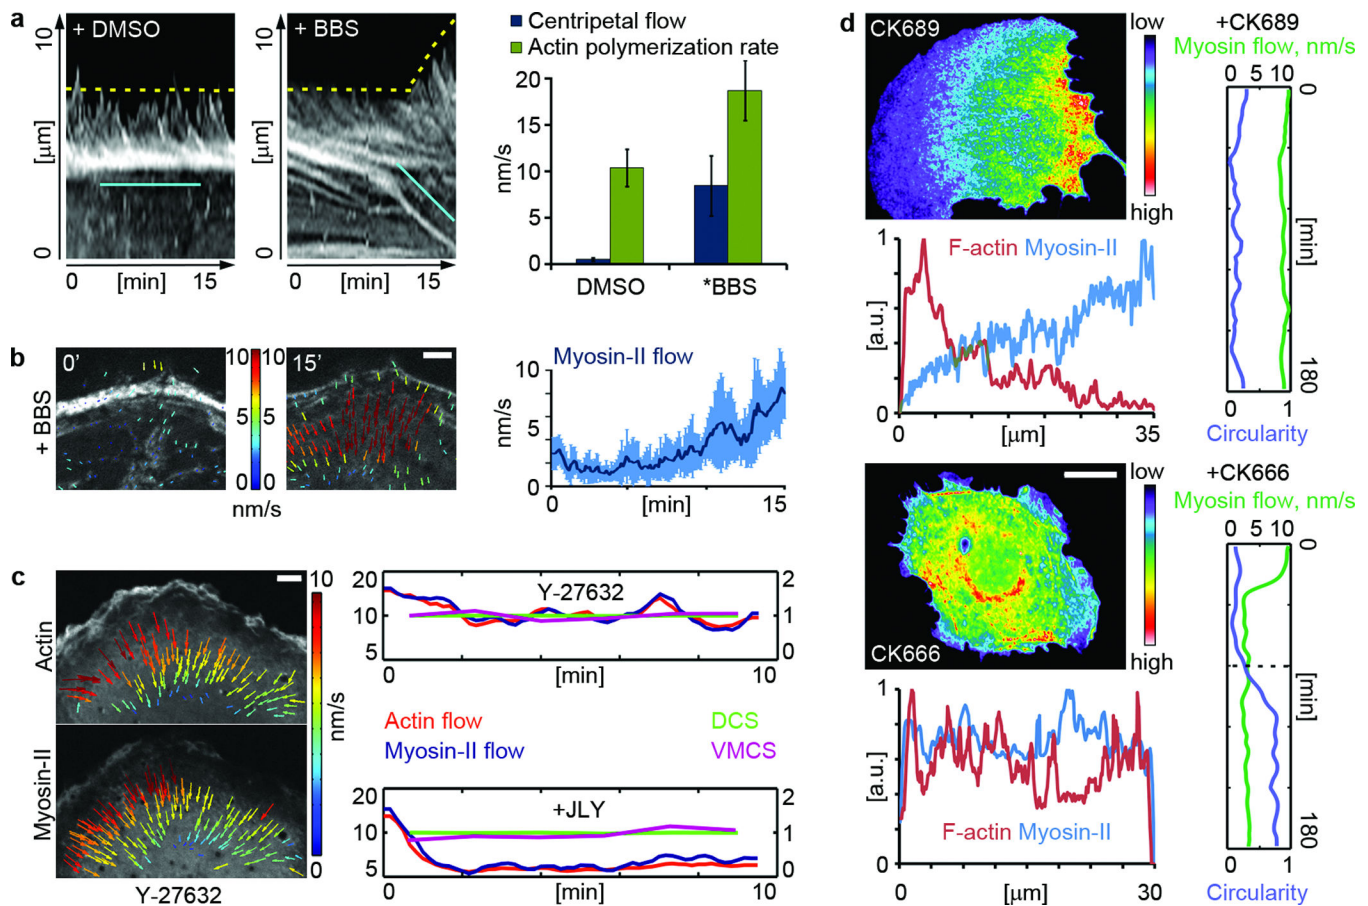 a
+ DMSO
10
[μm]
0
0 [min] 15
+ BBS
10
[μm]
0
0 [min] 15
Centripetal flow
Actin polymerization rate
20
15
10
5
0
nm/s
DMSO *BBS
b
+ BBS
0'
10 10
5 5
0 0
nm/s
15'
Myosin-II flow
10
5
0
nm/s
0 [min] 15
c
Actin
Myosin-II
10
nm/s
0
Y-27632
Y-27632
20
10
5
2
1
0
0 [min] 10
Actin flow
Myosin-II flow
DCS
VMCS
+JLY
20
10
5
2
1
0
0 [min] 10
d
CK689
low
high
F-actin Myosin-II
1
[a.u.]
0
0 [μm] 35
+CK689
Myosin flow, nm/s
0 5 10
0
[min]
180
0 1
Circularity
CK666
low
high
F-actin Myosin-II
1
[a.u.]
0
0 [μm] 30
+CK666
Myosin flow, nm/s
0 5 10
0
[min]
180
0 1
Circularity